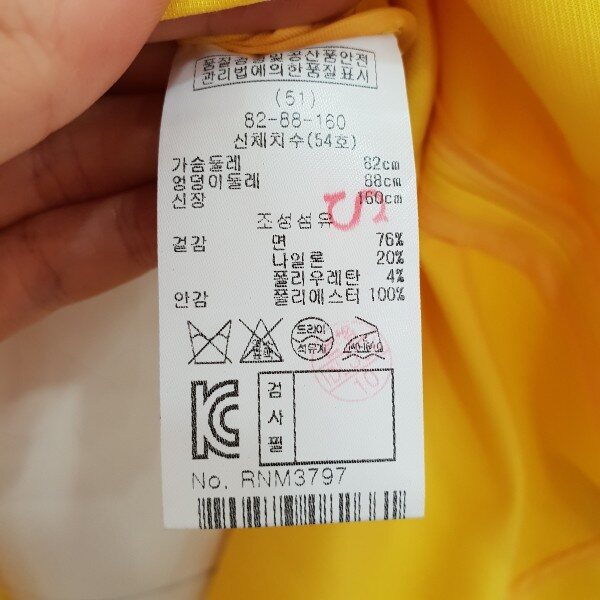 품질경영및공산품안전
관리법에의한품질표시
(51)
82-88-160
신체치수(54호)
가슴둘레 82cm
엉덩이둘레 88cm
신장 160cm
조성섬유
겉감 면 76%
나일론 20%
폴리우레탄 4%
안감 폴리에스터 100%
드라이
석유계
검
사
필
No. RNM3797